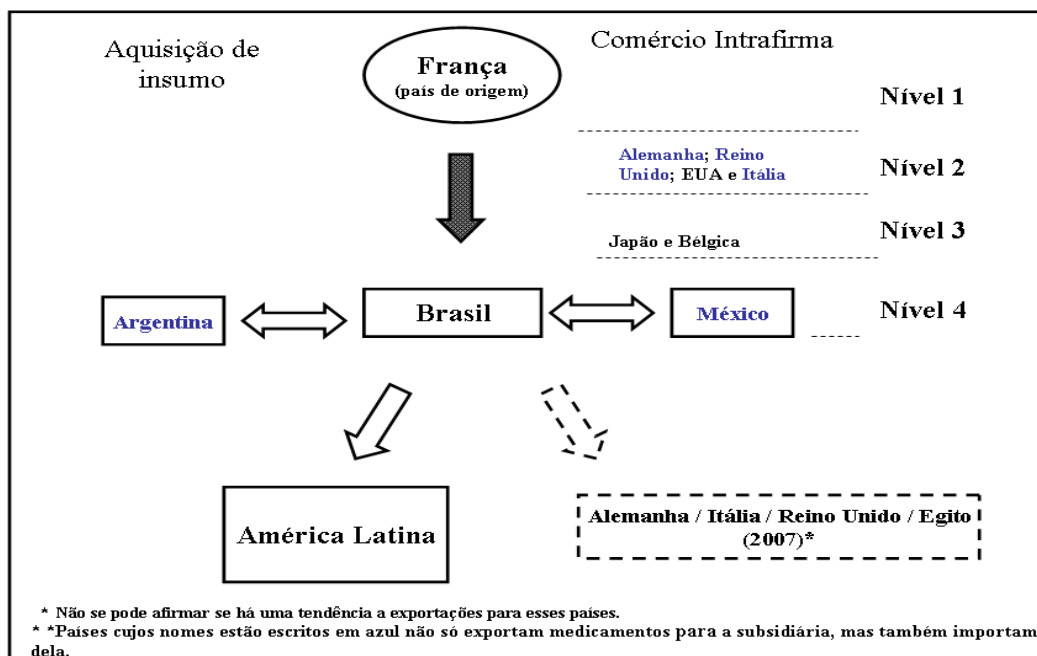 Aquisição de
insumo
França
(país de origem)
Comércio Intrafirma
Nível 1
Alemanha; Reino
Unido; EUA e Itália
Nível 2
Japão e Bélgica
Nível 3
Argentina
Brasil
México
Nível 4
América Latina
Alemanha / Itália / Reino Unido / Egito
(2007)*
* Não se pode afirmar se há uma tendência a exportações para esses países.
* *Países cujos nomes estão escritos em azul não só exportam medicamentos para a subsidiária, mas também importam
dela.